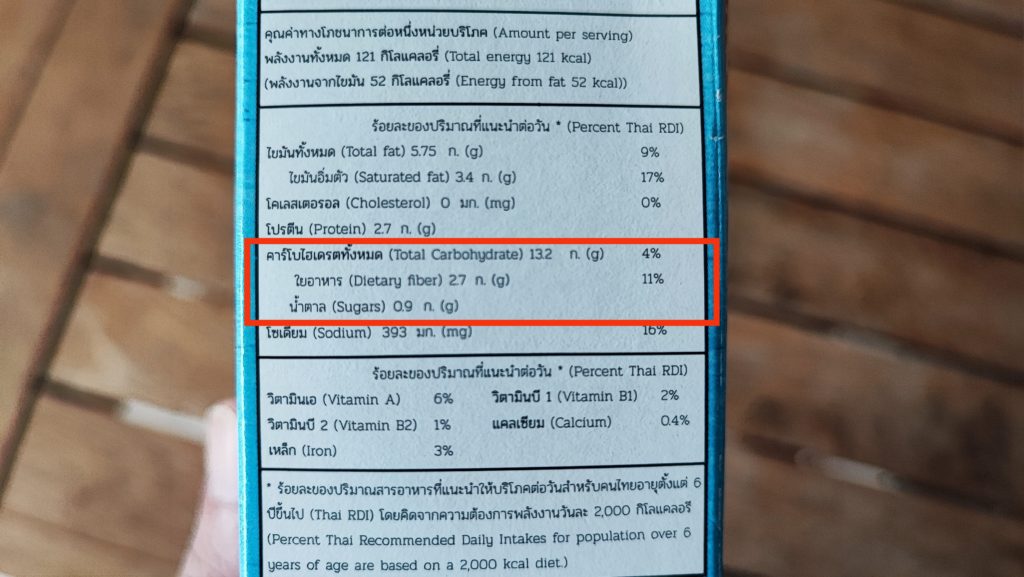 คุณค่าทางโภชนาการต่อหนึ่งหน่วยบริโภค (Amount per serving)
พลังงานทั้งหมด 121 กิโลแคลอรี่ (Total energy 121 kcal)
(พลังงานจากไขมัน 52 กิโลแคลอรี่ (Energy from fat 52 kcal))
ร้อยละของปริมาณที่แนะนำต่อวัน * (Percent Thai RDI)
ไขมันทั้งหมด (Total fat) 5.75 ก. (g) 9%
ไขมันอิ่มตัว (Saturated fat) 3.4 ก. (g) 17%
โคเลสเตอรอล (Cholesterol) 0 มก. (mg) 0%
โปรตีน (Protein) 2.7 ก. (g)
คาร์โบไฮเดรตทั้งหมด (Total Carbohydrate) 13.2 ก. (g) 4%
ใยอาหาร (Dietary fiber) 2.7 ก. (g) 11%
น้ำตาล (Sugars) 0.9 ก. (g)
โซเดียม (Sodium) 393 มก. (mg) 16%
ร้อยละของปริมาณที่แนะนำต่อวัน * (Percent Thai RDI)
วิตามินเอ (Vitamin A) 6% วิตามินบี 1 (Vitamin B1) 2%
วิตามินบี 2 (Vitamin B2) 1% แคลเซียม (Calcium) 0.4%
เหล็ก (Iron) 3%
* ร้อยละของปริมาณสารอาหารที่แนะนำให้บริโภคต่อวันสำหรับคนไทยอายุตั้งแต่ 6
ปีขึ้นไป (Thai RDI) โดยคิดจากความต้องการพลังงานวันละ 2,000 กิโลแคลอรี
(Percent Thai Recommended Daily Intakes for population over 6
years of age are based on a 2,000 kcal diet.)